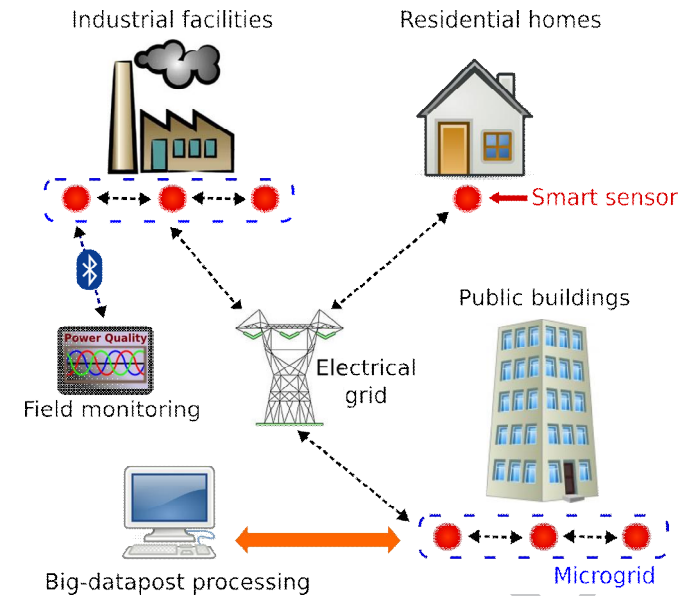 Industrial facilities
Residential homes
Smart sensor
Public buildings
Power Quality
Electrical
grid
Field monitoring
Big-datapost processing
Microgrid